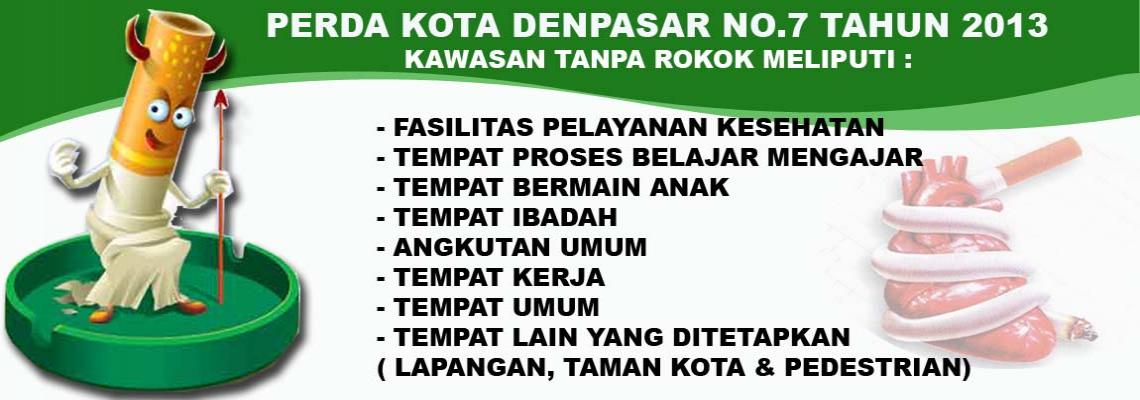 PERDA KOTA DENPASAR NO.7 TAHUN 2013
KAWASAN TANPA ROKOK MELIPUTI :
- FASILITAS PELAYANAN KESEHATAN
- TEMPAT PROSES BELAJAR MENGAJAR
- TEMPAT BERMAIN ANAK
- TEMPAT IBADAH
- ANGKUTAN UMUM
- TEMPAT KERJA
- TEMPAT UMUM
- TEMPAT LAIN YANG DITETAPKAN
( LAPANGAN, TAMAN KOTA & PEDESTRIAN)